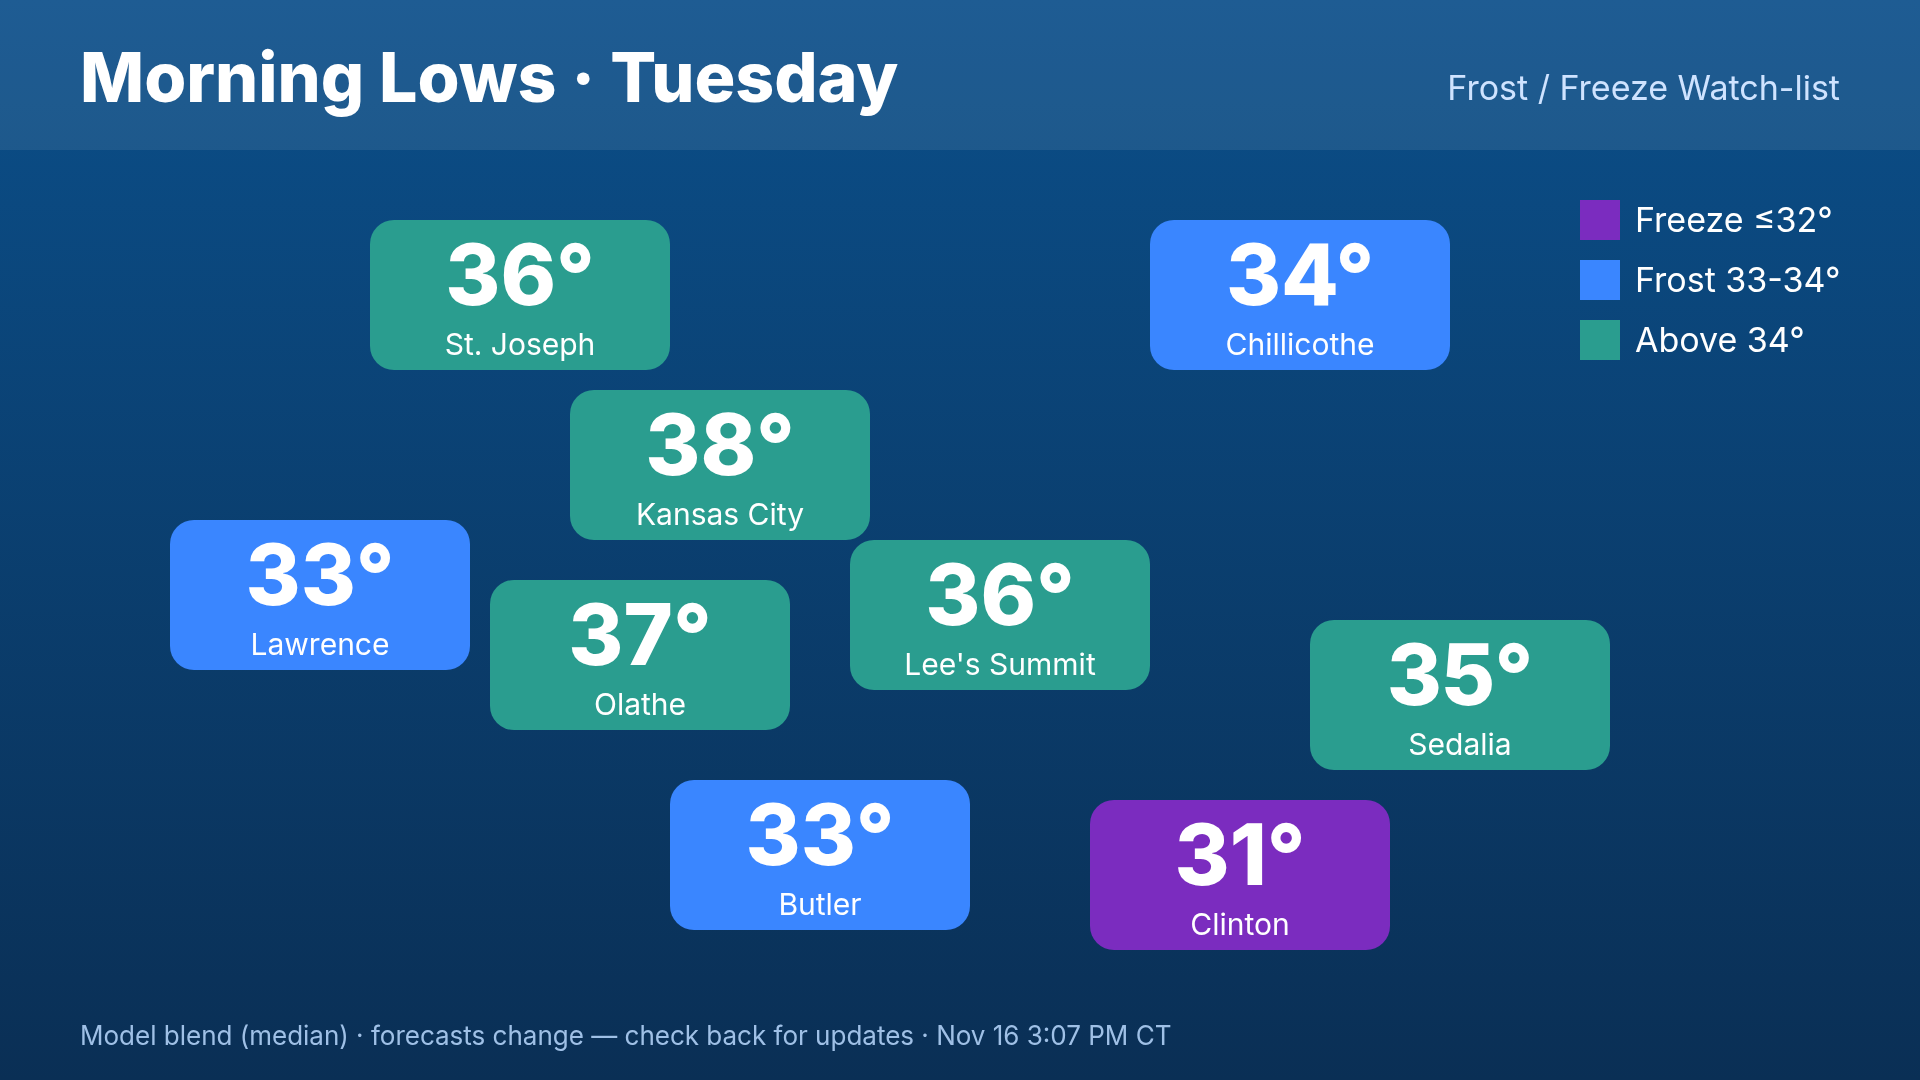 Morning Lows · Tuesday
Frost / Freeze Watch-list
Freeze ≤32°
Frost 33-34°
Above 34°
36°
St. Joseph
34°
Chillicothe
38°
Kansas City
33°
Lawrence
37°
Olathe
36°
Lee's Summit
35°
Sedalia
33°
Butler
31°
Clinton
Model blend (median) · forecasts change — check back for updates · Nov 16 3:07 PM CT